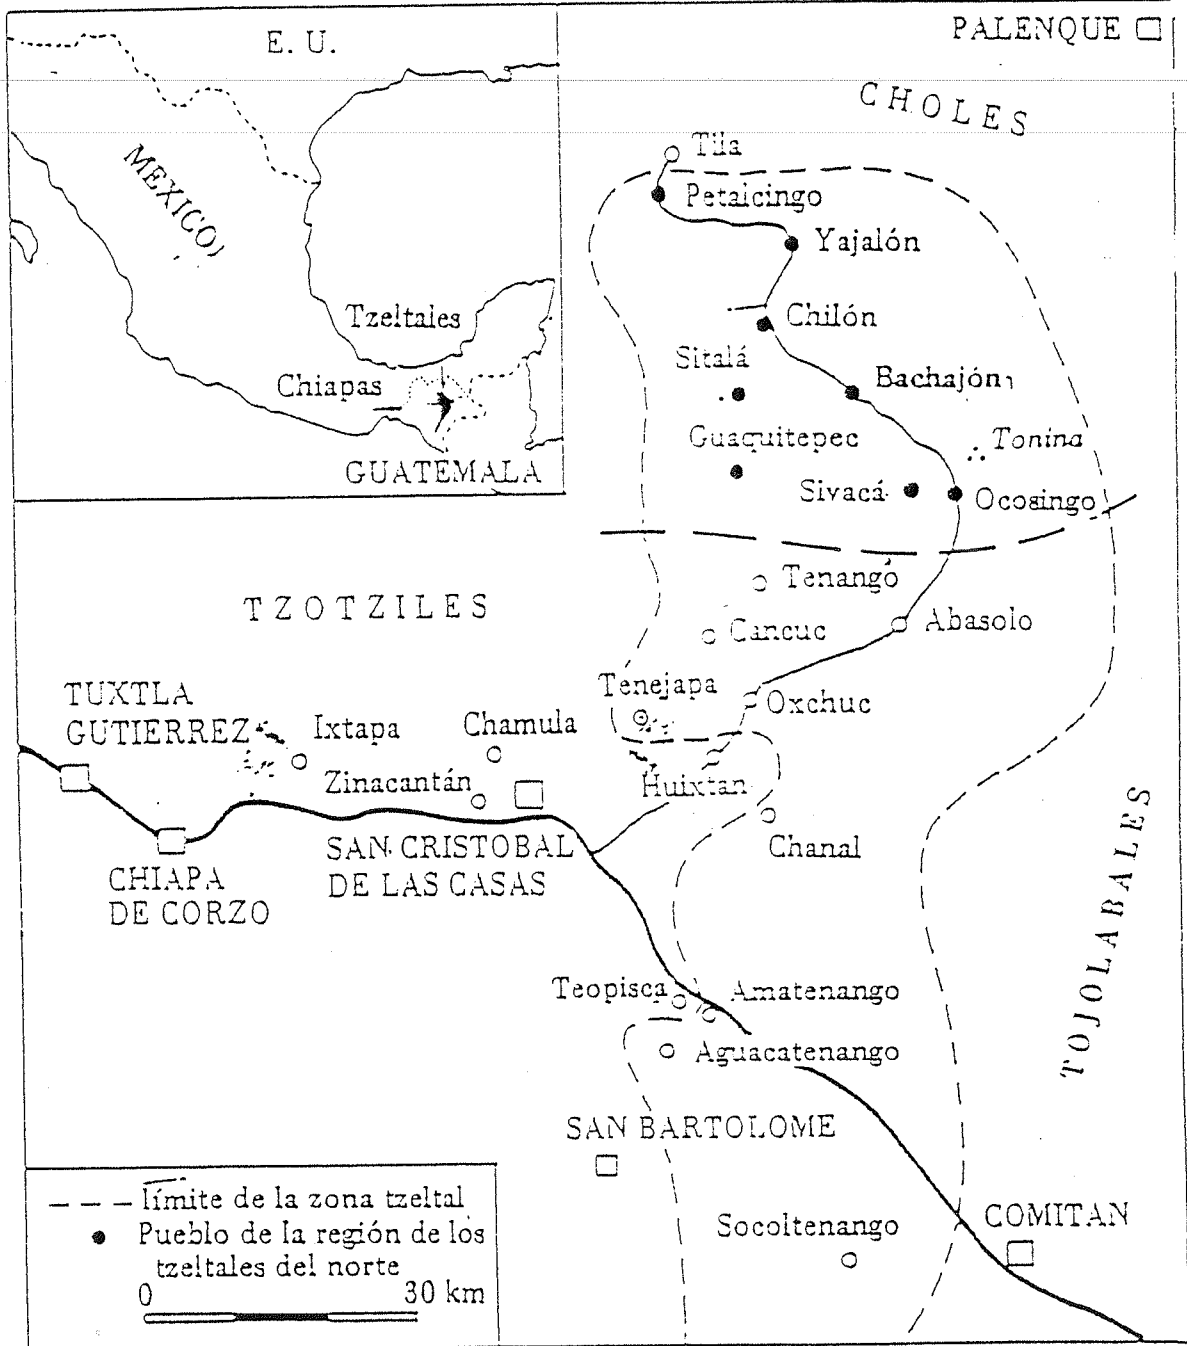 E. U.
MEXICO
Tzeltales
Chiapas
GUATEMALA
PALENQUE
CHOLES
Tila
Petalcingo
Yajalón
Chilón
Sitalá
Bachajón
Guaquitepec
Tonina
Sivacá
Ocosingo
Tenangó
TZOTZILES
Cancuc
Abasolo
Tenejapa
Oxchuc
TUXTLA
GUTIERREZ
Ixtapa
Chamula
Zinacantán
Huixtan
SAN CRISTOBAL
DE LAS CASAS
Chanal
CHIAPA
DE CORZO
TOJOLABALES
Teopisca
Amatenango
Aguacatenango
SAN BARTOLOME
Socoltenango
COMITAN
límite de la zona tzeltal
Pueblo de la región de los
tzeltales del norte
0 30 km